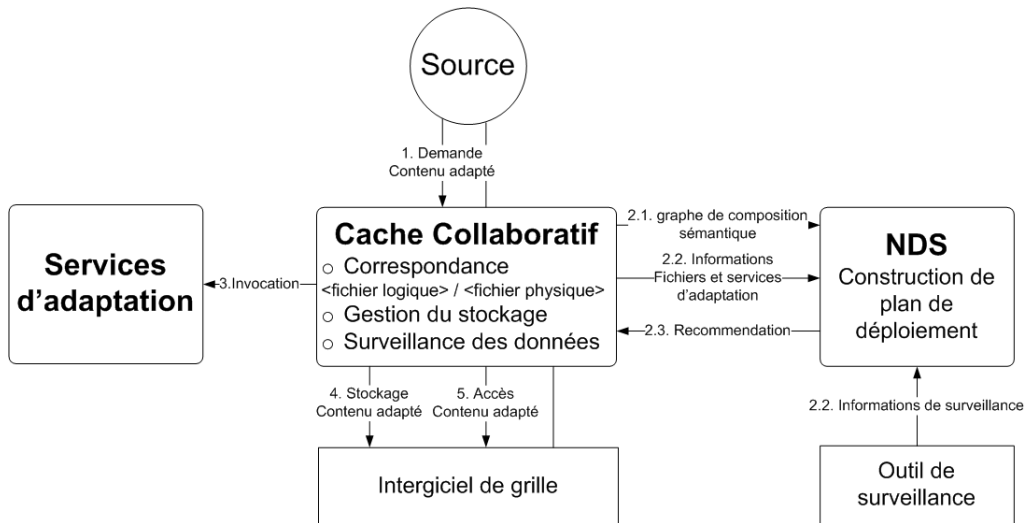 Source
1. Demande
Contenu adapté
Services
d'adaptation
3.Invocation
Cache Collaboratif
○ Correspondance
<fichier logique> / <fichier physique>
○ Gestion du stockage
○ Surveillance des données
2.1. graphe de composition
sémantique
2.2. Informations
Fichiers et services
d'adaptation
2.3. Recommendation
NDS
Construction de
plan de
déploiement
4. Stockage
Contenu adapté
5. Accès
Contenu adapté
2.2. Informations de surveillance
Intergiciel de grille
Outil de
surveillance